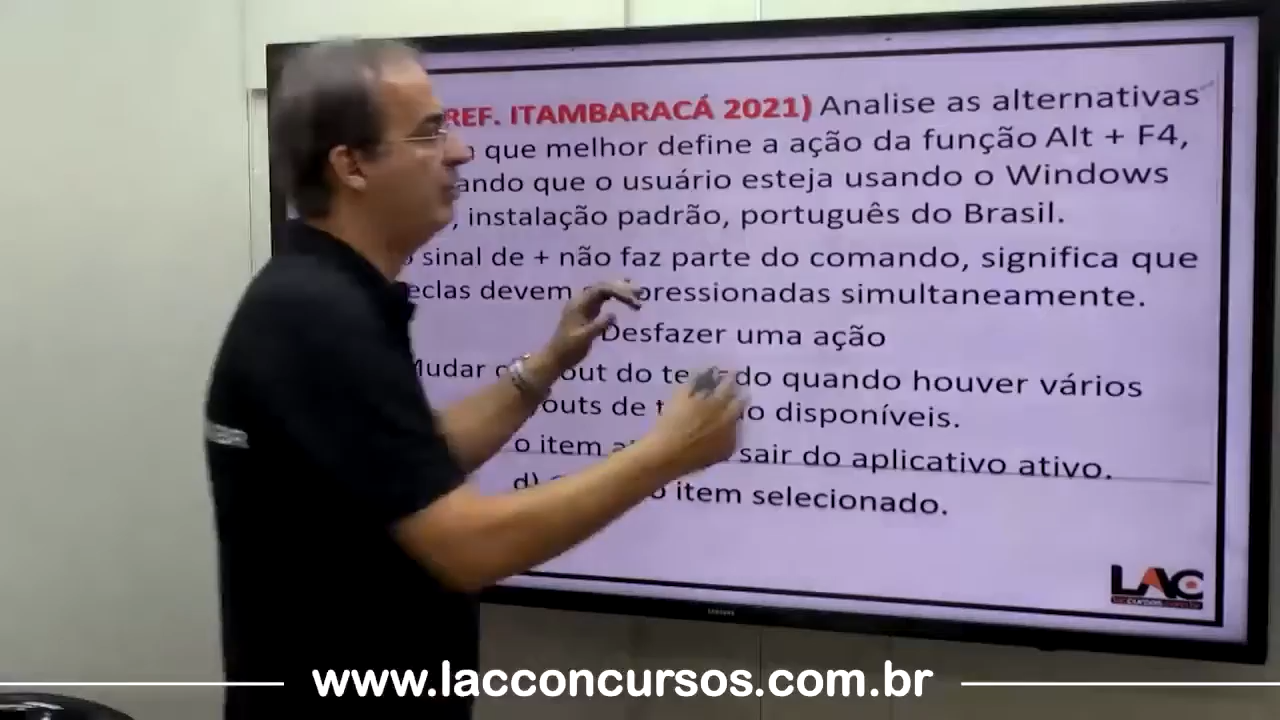 REF. ITAMBARACÁ 2021) Analise as alternativas
que melhor define a ação da função Alt + F4,
ando que o usuário esteja usando o Windows
, instalação padrão, português do Brasil.
sinal de + não faz parte do comando, significa que
eclas devem pressionadas simultaneamente.
Desfazer uma ação
Mudar out do te do quando houver vários
outs de t o disponíveis.
o item sair do aplicativo ativo.
d) o item selecionado.
LAC
lacconcursos.com.br
SAMSUNG
www.lacconcursos.com.br